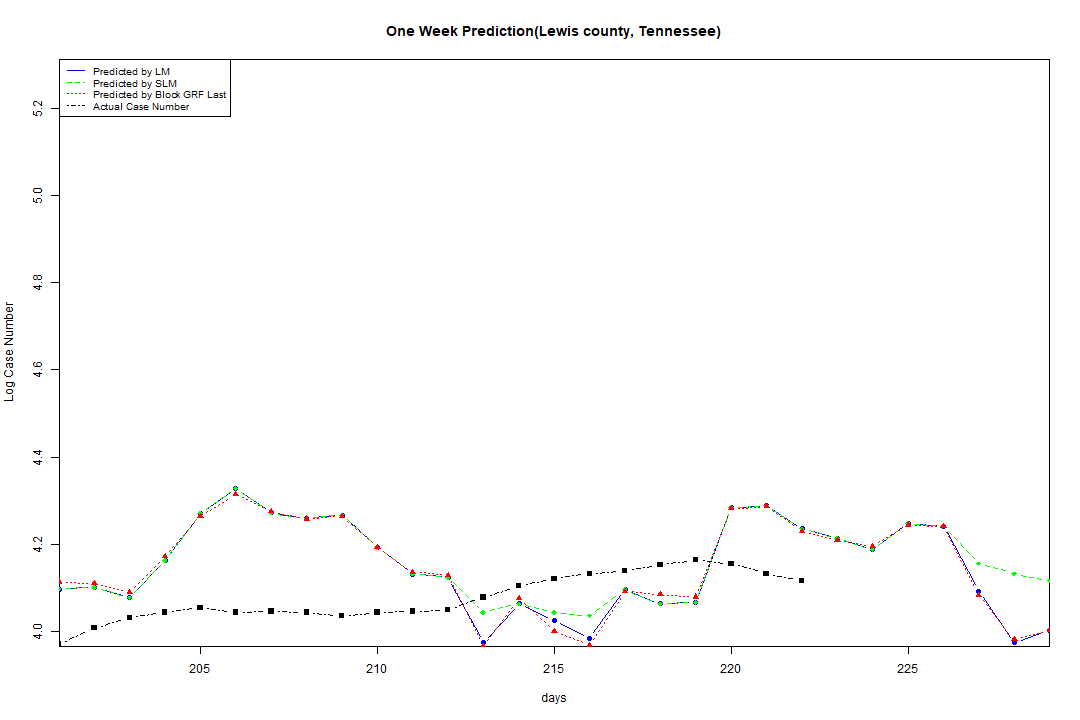 One Week Prediction(Lewis county, Tennessee)
Predicted by LM
Predicted by SLM
Predicted by Block GRF Last
Actual Case Number
Log Case Number
5.2
5.0
4.8
4.6
4.4
4.2
4.0
205 210 215 220 225
days